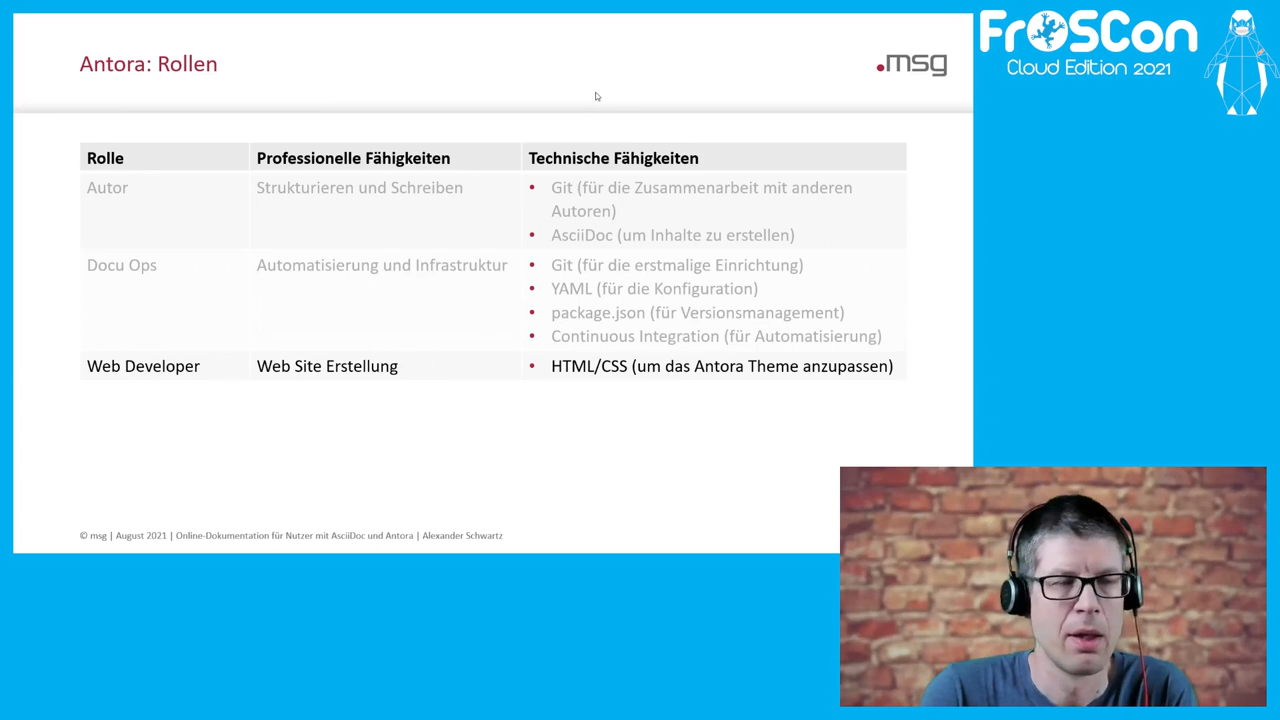 Antora: Rollen
.msg
FrOSCon
Cloud Edition 2021
Rolle Professionelle Fähigkeiten Technische Fähigkeiten
Autor Strukturieren und Schreiben • Git (für die Zusammenarbeit mit anderen
Autoren)
• AsciiDoc (um Inhalte zu erstellen)
Docu Ops Automatisierung und Infrastruktur • Git (für die erstmalige Einrichtung)
• YAML (für die Konfiguration)
• package.json (für Versionsmanagement)
• Continuous Integration (für Automatisierung)
Web Developer Web Site Erstellung • HTML/CSS (um das Antora Theme anzupassen)
© msg | August 2021 | Online-Dokumentation für Nutzer mit AsciiDoc und Antora | Alexander Schwartz